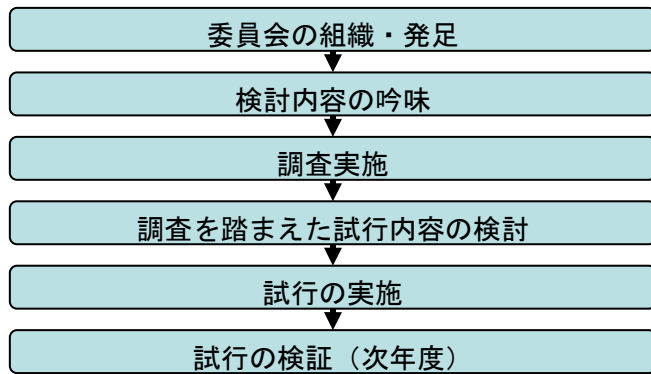 委員会の組織・発足
検討内容の吟味
調査実施
調査を踏まえた試行内容の検討
試行の実施
試行の検証（次年度）